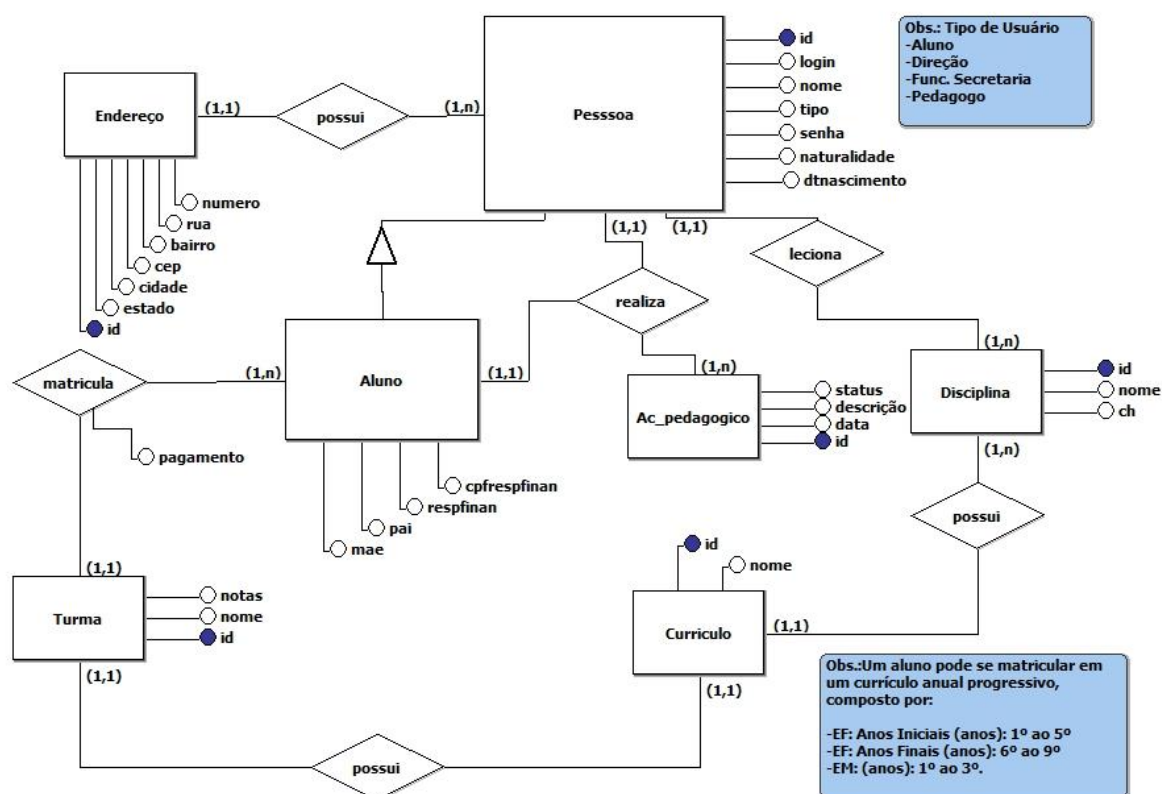 Obs.: Tipo de Usuário
-Aluno
-Direção
-Func. Secretaria
-Pedagogo
id
login
nome
tipo
senha
naturalidade
dtnascimento
Pesssoa
Endereço
(1,1)
possui
(1,n)
numero
rua
bairro
cep
cidade
estado
id
(1,1)
(1,1)
leciona
realiza
matricula
(1,n)
Aluno
(1,1)
pagamento
cpfrespfinan
respfinan
pai
mae
(1,n)
Ac_pedagogico
status
descrição
data
id
(1,n)
Disciplina
id
nome
ch
(1,n)
possui
id
nome
Curriculo
(1,1)
(1,1)
(1,1)
Turma
notas
nome
id
(1,1)
possui
Obs.:Um aluno pode se matricular em
um currículo anual progressivo,
composto por:
-EF: Anos Iniciais (anos): 1º ao 5º
-EF: Anos Finais (anos): 6º ao 9º
-EM: (anos): 1º ao 3º.